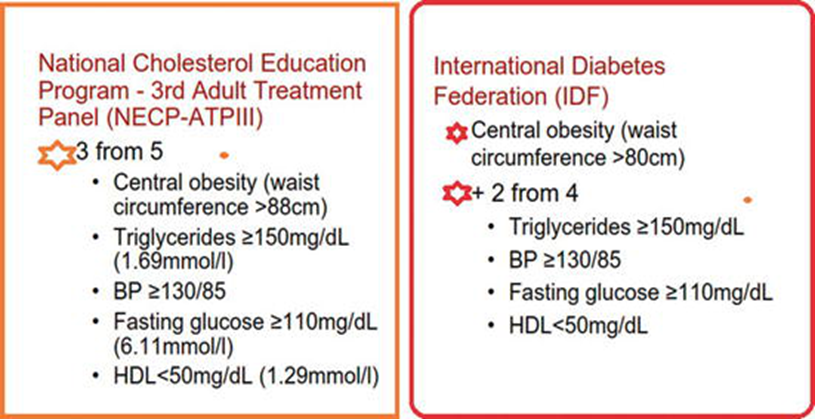 National Cholesterol Education
Program - 3rd Adult Treatment
Panel (NECP-ATPIII)
3 from 5
• Central obesity (waist
circumference >88cm)
• Triglycerides ≥150mg/dL
(1.69mmol/l)
• BP ≥130/85
• Fasting glucose ≥110mg/dL
(6.11mmol/l)
• HDL<50mg/dL (1.29mmol/l)
International Diabetes
Federation (IDF)
Central obesity (waist
circumference >80cm)
+ 2 from 4
• Triglycerides ≥150mg/dL
• BP ≥130/85
• Fasting glucose ≥110mg/dL
• HDL<50mg/dL